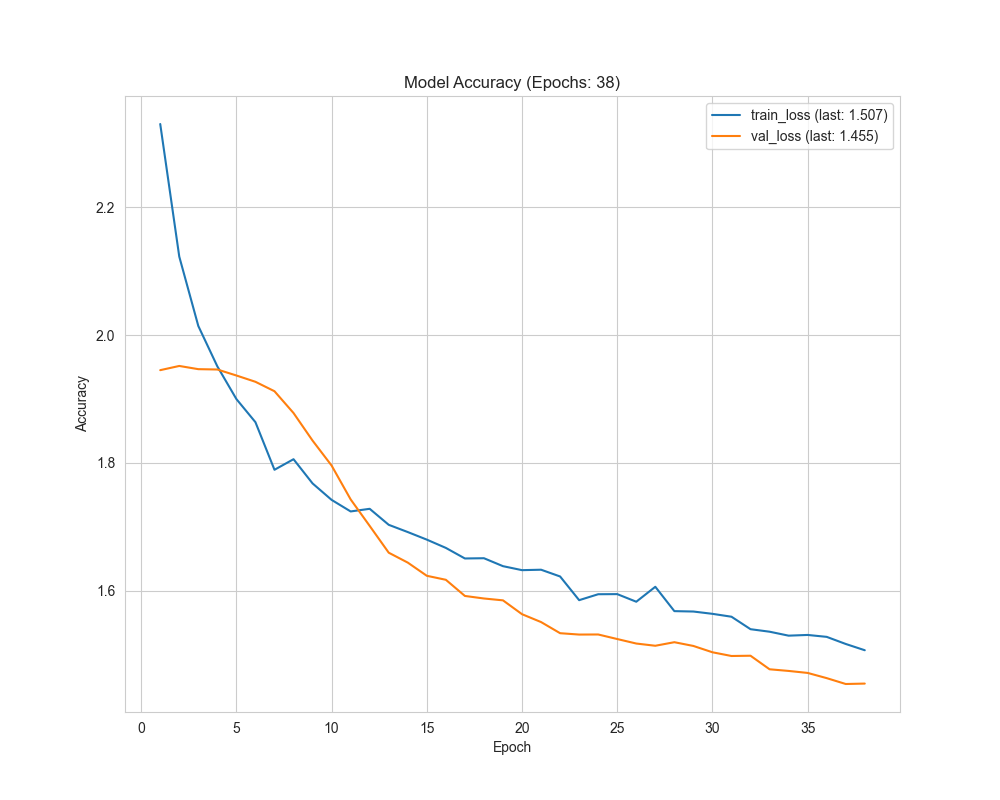 Model Accuracy (Epochs: 38)
train_loss (last: 1.507)
val_loss (last: 1.455)
2.2
2.0
1.8
1.6
Accuracy
0 5 10 15 20 25 30 35
Epoch